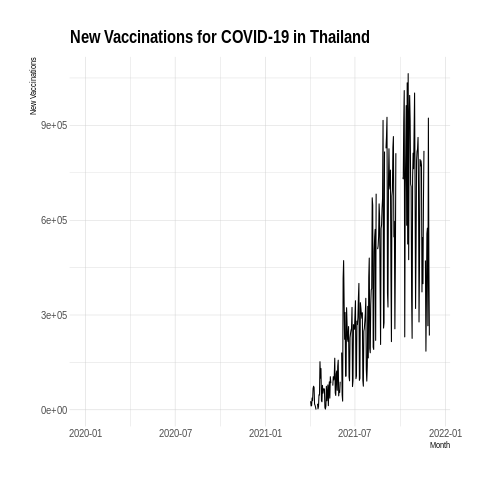 New Vaccinations for COVID-19 in Thailand
New Vaccinations
9e+05
6e+05
3e+05
0e+00
2020-01 2020-07 2021-01 2021-07 2022-01
Month